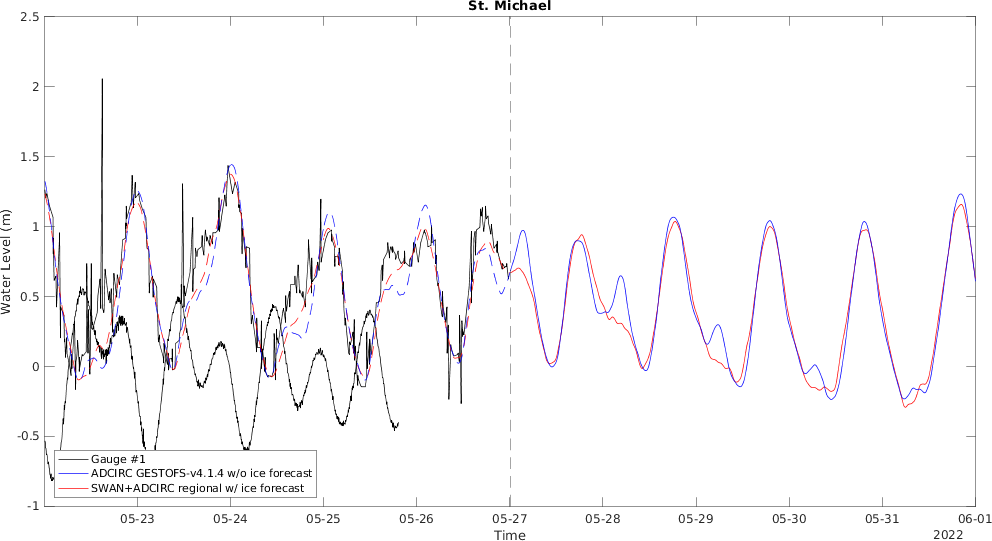 St. Michael
2.5
2
1.5
1
0.5
0
-0.5
-1
Water Level (m)
Gauge #1
ADCIRC GESTOFS-v4.1.4 w/o ice forecast
SWAN+ADCIRC regional w/ ice forecast
05-23 05-24 05-25 05-26 05-27 05-28 05-29 05-30 05-31 06-01
Time
2022